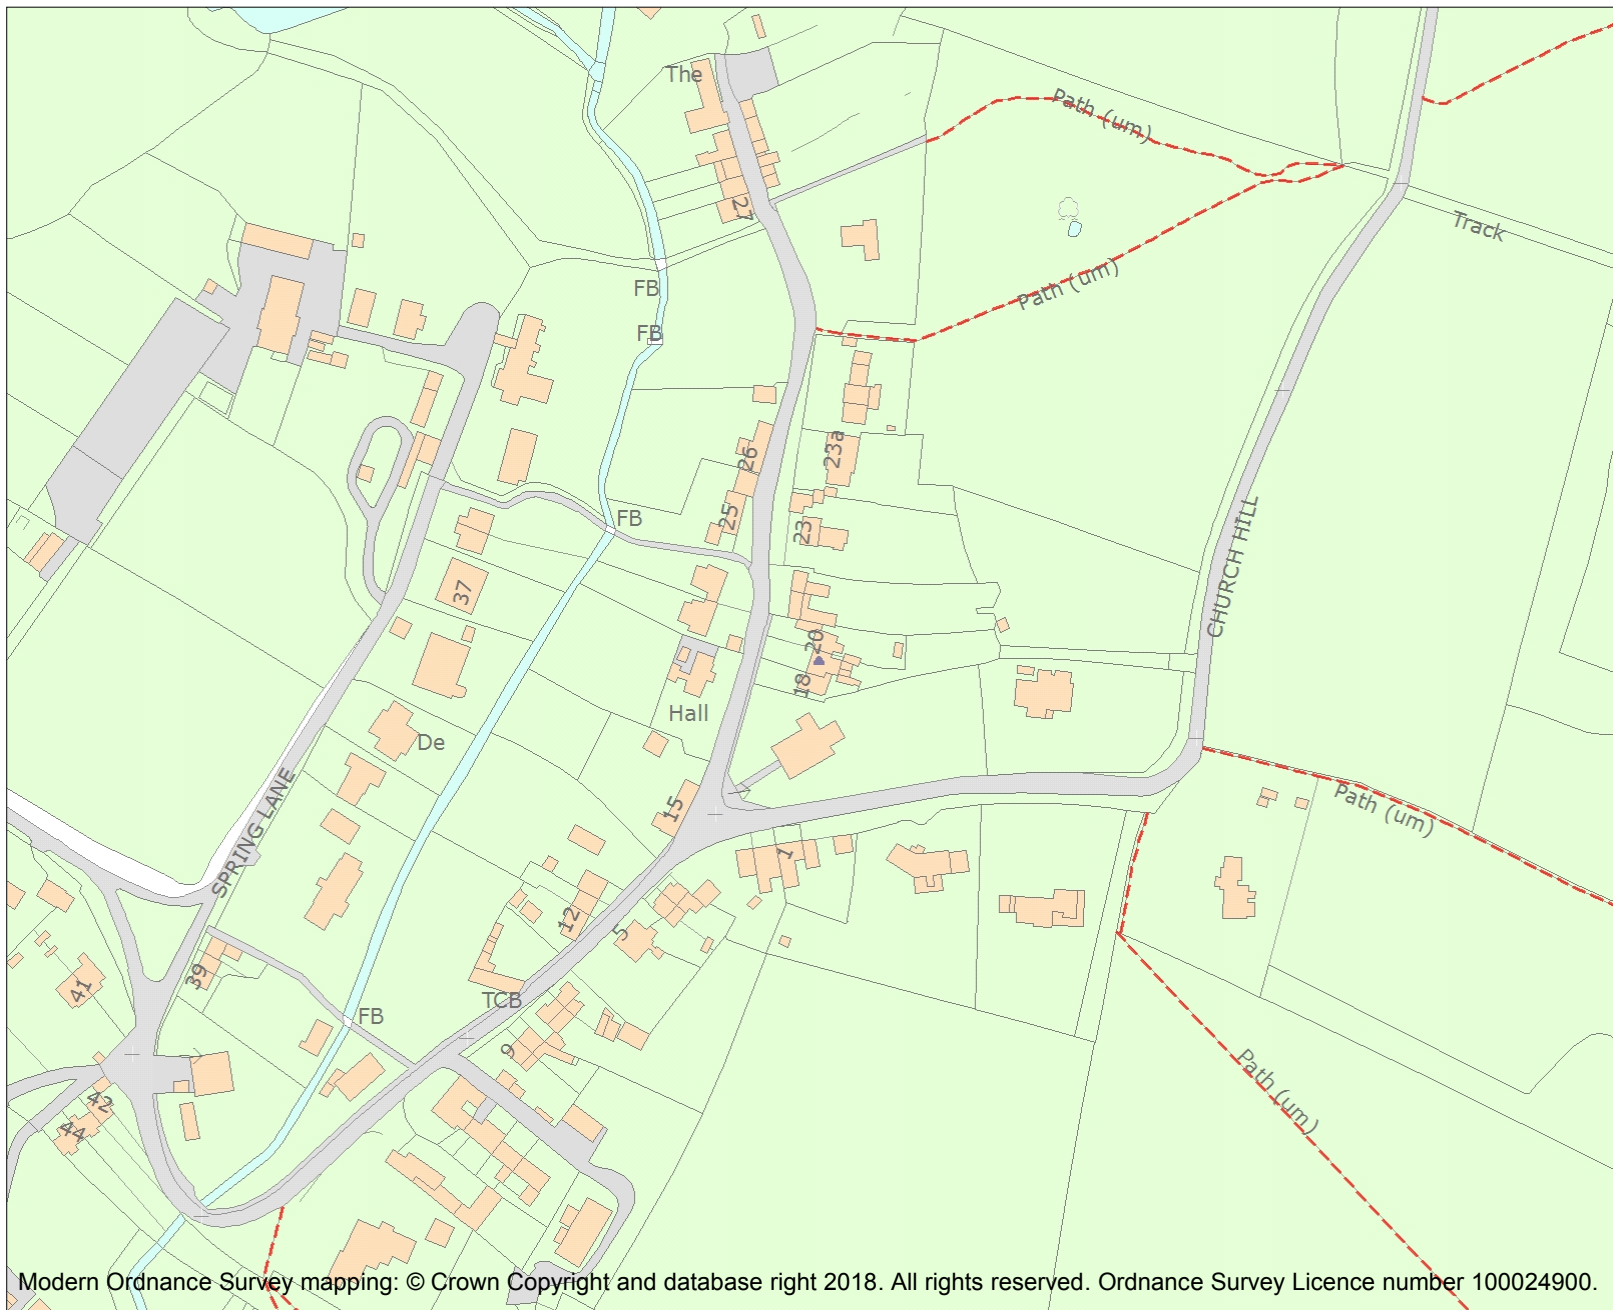 The
Path (um)
27
Track
Path (um)
FB
FB
26
23a
25
FB
23
CHURCH HILL
37
20
18
Hall
De
SPRING LANE
15
Path (um)
1
12
5
39
41
TCB
FB
9
42
44
Path (um)
Modern Ordnance Survey mapping: © Crown Copyright and database right 2018. All rights reserved. Ordnance Survey Licence number 100024900.